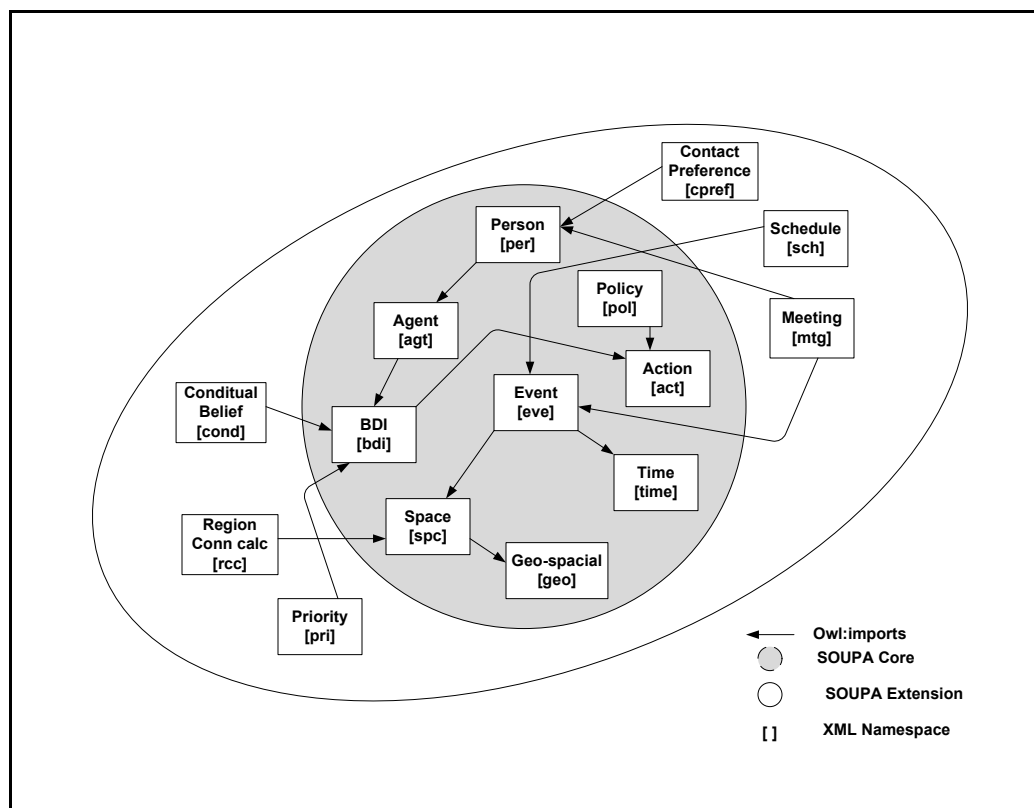 Contact
Preference
[cpref]
Person
[per]
Schedule
[sch]
Policy
[pol]
Agent
[agt]
Meeting
[mtg]
Action
[act]
Event
[eve]
Conditual
Belief
[cond]
BDI
[bdi]
Time
[time]
Space
[spc]
Region
Conn calc
[rcc]
Geo-spacial
[geo]
Priority
[pri]
Owl:imports
SOUPA Core
SOUPA Extension
[ ] XML Namespace